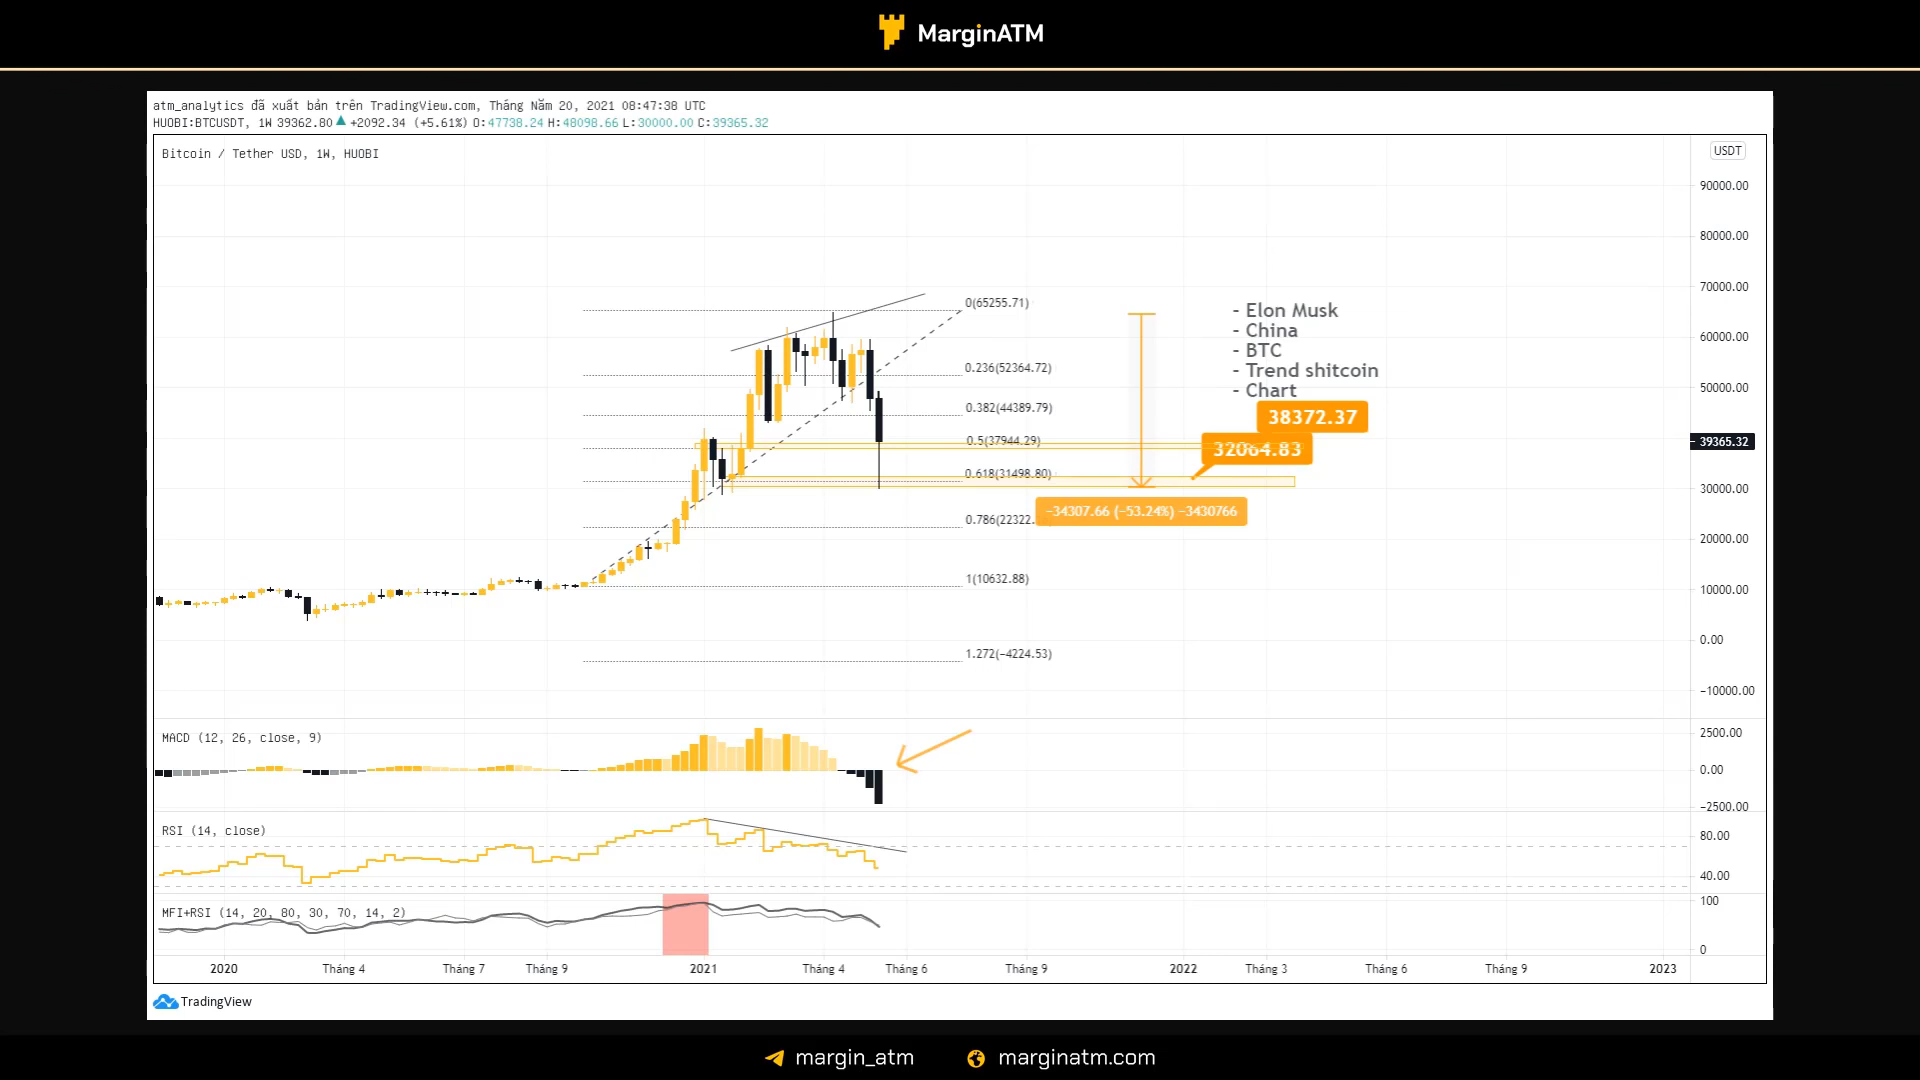 MarginATM
atm_analytics đã xuất bản trên TradingView.com, Tháng Năm 20, 2021 08:47:38 UTC
HUOBI:BTCUSDT, 1W 39362.80 ▲ +2092.34 (+5.61%) O:47738.24 H:48098.66 L:30000.00 C:39365.32
Bitcoin / Tether USD, 1W, HUOBI
USDT
90000.00
80000.00
70000.00
60000.00
50000.00
39365.32
30000.00
20000.00
10000.00
0.00
-10000.00
0(65255.71)
0.236(52364.72)
0.382(44389.79)
0.5(37944.29)
0.618(31498.80)
0.786(22322.
1(10632.88)
1.272(-4224.53)
- Elon Musk
- China
- BTC
- Trend shitcoin
- Chart
38372.37
32064.83
-34307.66 (-53.24%) -3430766
MACD (12, 26, close, 9)
2500.00
0.00
-2500.00
RSI (14, close)
80.00
40.00
MFI+RSI (14, 20, 80, 30, 70, 14, 2)
100
0
2020 Tháng 4 Tháng 7 Tháng 9 2021 Tháng 4 Tháng 6 Tháng 9 2022 Tháng 3 Tháng 6 Tháng 9 2023
TradingView
margin_atm marginatm.com